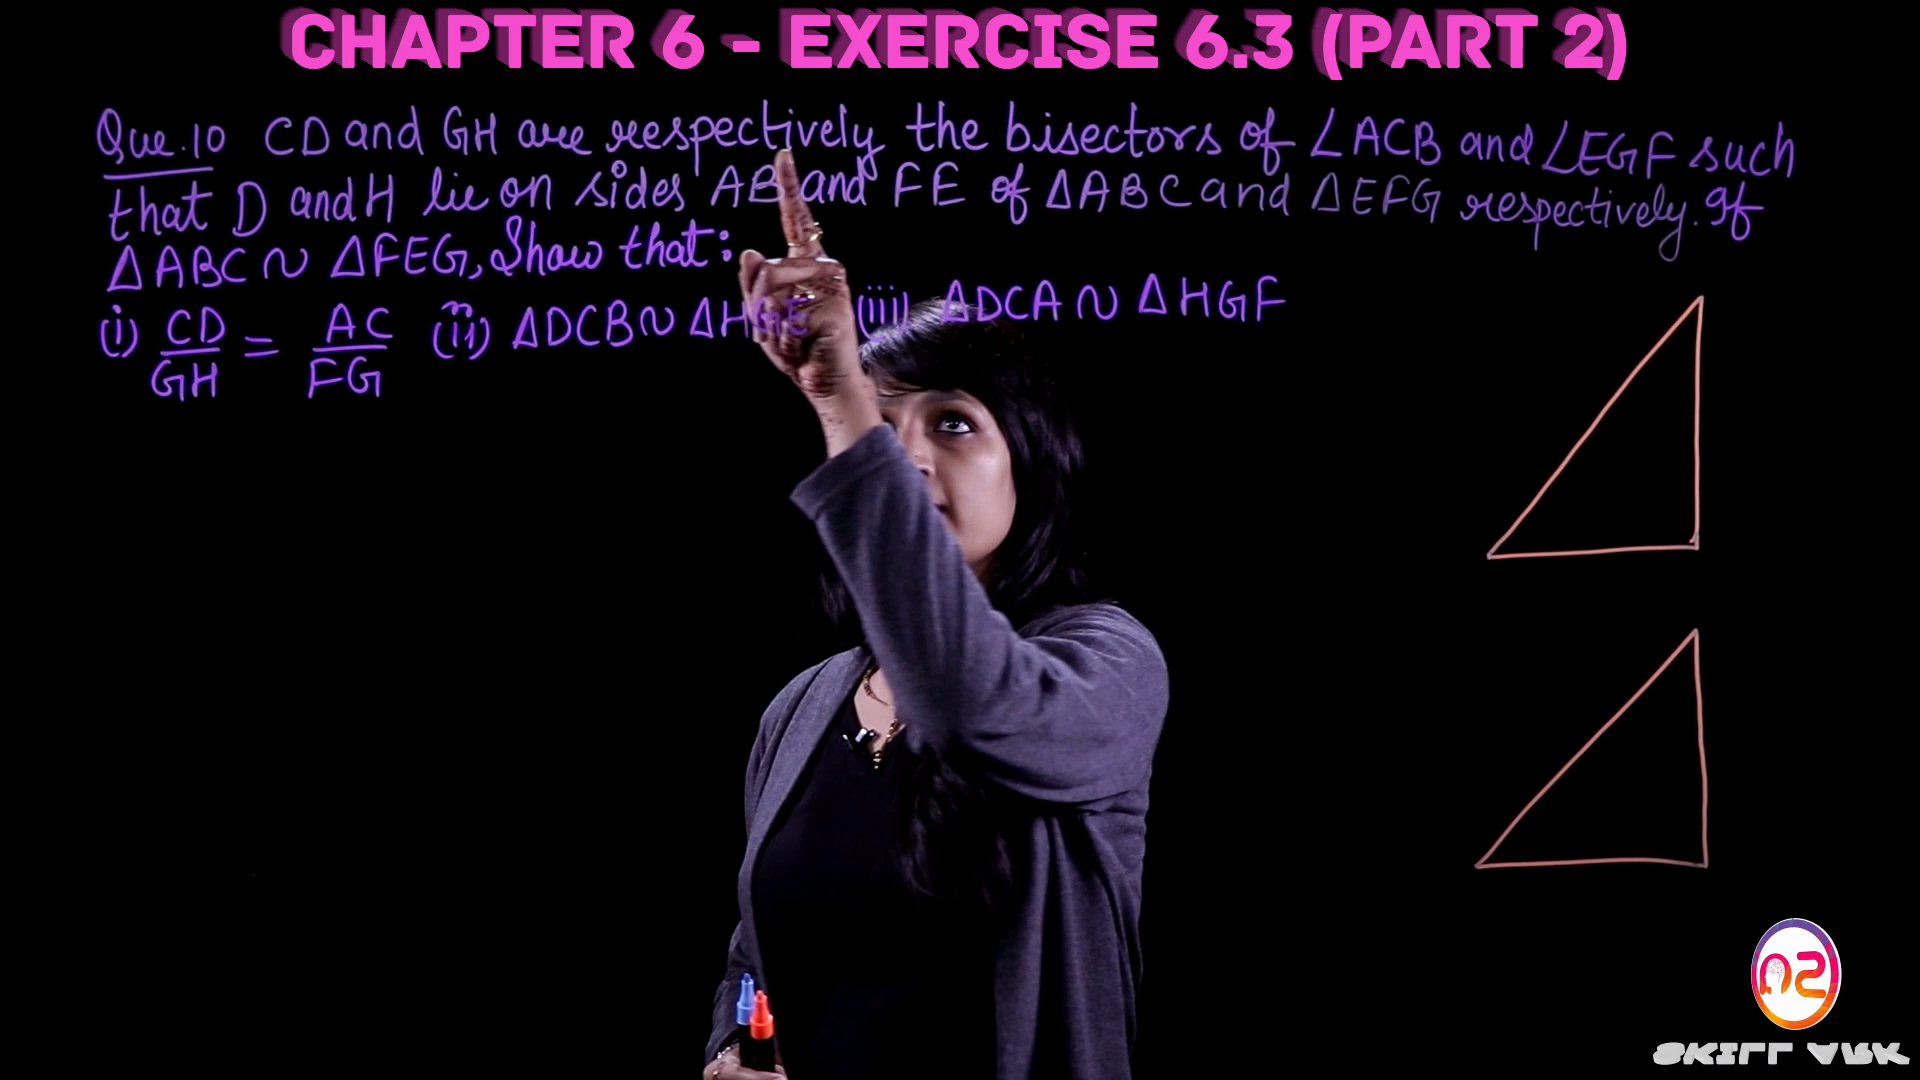 CHAPTER 6 - EXERCISE 6.3 (PART 2)
Que.10 CD and GH are respectively the bisectors of ∠ACB and ∠EGF such
that D and H lie on sides AB and FE of ΔABC and ΔEFG respectively. If
ΔABC ~ ΔFEG, Show that:
(i) CD/GH = AC/FG (ii) ΔDCB ~ ΔHGE (iii) ΔDCA ~ ΔHGF